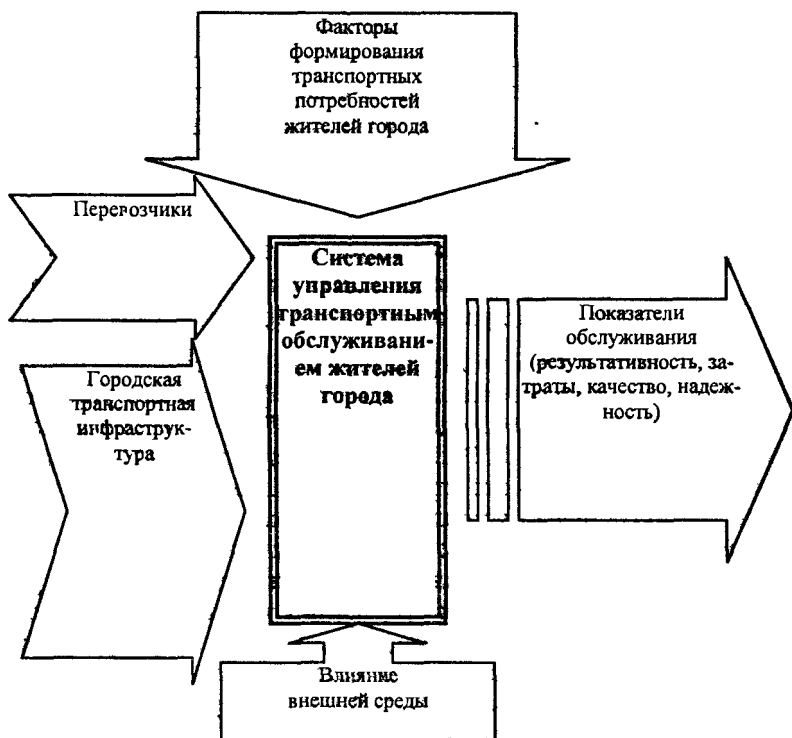 Факторы
формирования
транспортных
потребностей
жителей города
Перевозчики
Система
управления
транспортным
обслуживани-
ем жителей
города
Показатели
обслуживания
(результативность, за-
траты, качество, надеж-
ность)
Городская
транспортная
инфраструк-
тура
Влияние
внешней среды